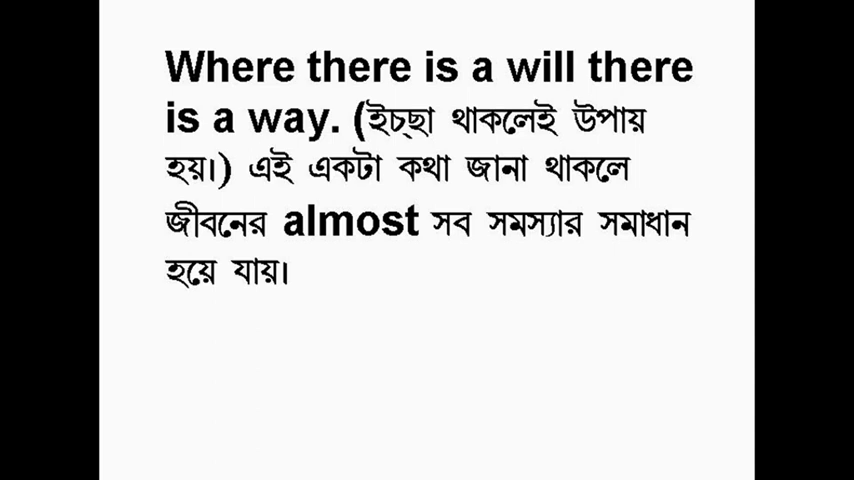 Where there is a will there
is a way. (ইচ্ছা থাকলেই উপায়
হয়।) এই একটা কথা জানা থাকলে
জীবনের almost সব সমস্যার সমাধান
হয়ে যায়।